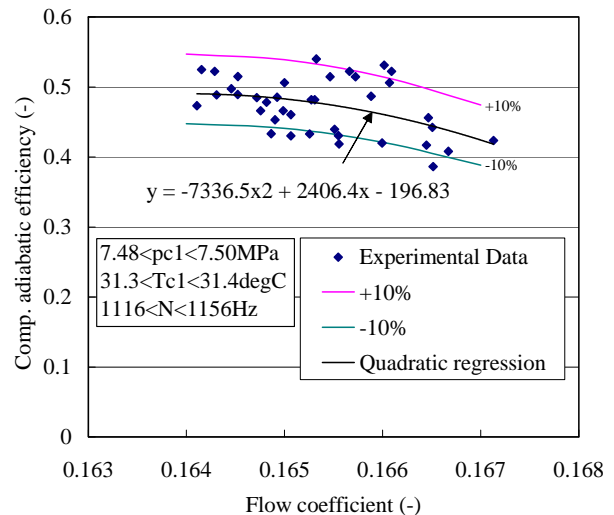 0.6
0.5
0.4
0.3
0.2
0.1
0
Comp. adiabatic efficiency (-)
+10%
-10%
y = -7336.5x2 + 2406.4x - 196.83
7.48<pc1<7.50MPa
31.3<Tc1<31.4degC
1116<N<1156Hz
Experimental Data
+10%
-10%
Quadratic regression
0.163 0.164 0.165 0.166 0.167 0.168
Flow coefficient (-)